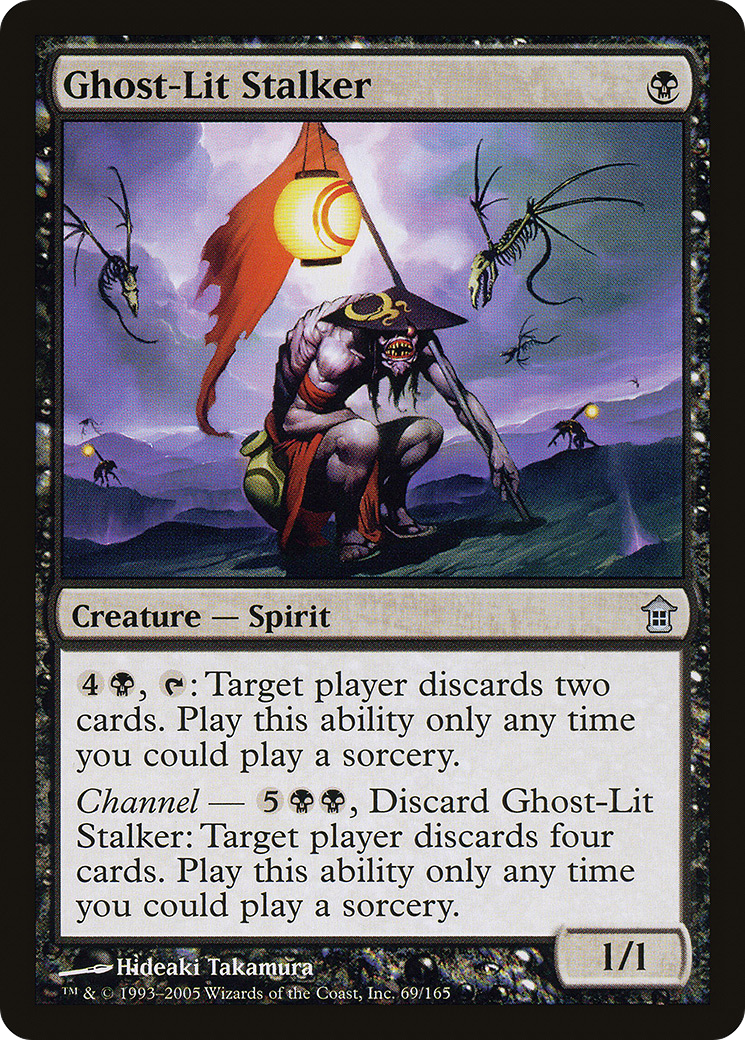 Ghost-Lit Stalker
Creature — Spirit
4, : Target player discards two
cards. Play this ability only any time
you could play a sorcery.
Channel — 5, Discard Ghost-Lit
Stalker: Target player discards four
cards. Play this ability only any time
you could play a sorcery.
1/1
Hideaki Takamura
™ & © 1993–2005 Wizards of the Coast, Inc. 69/165